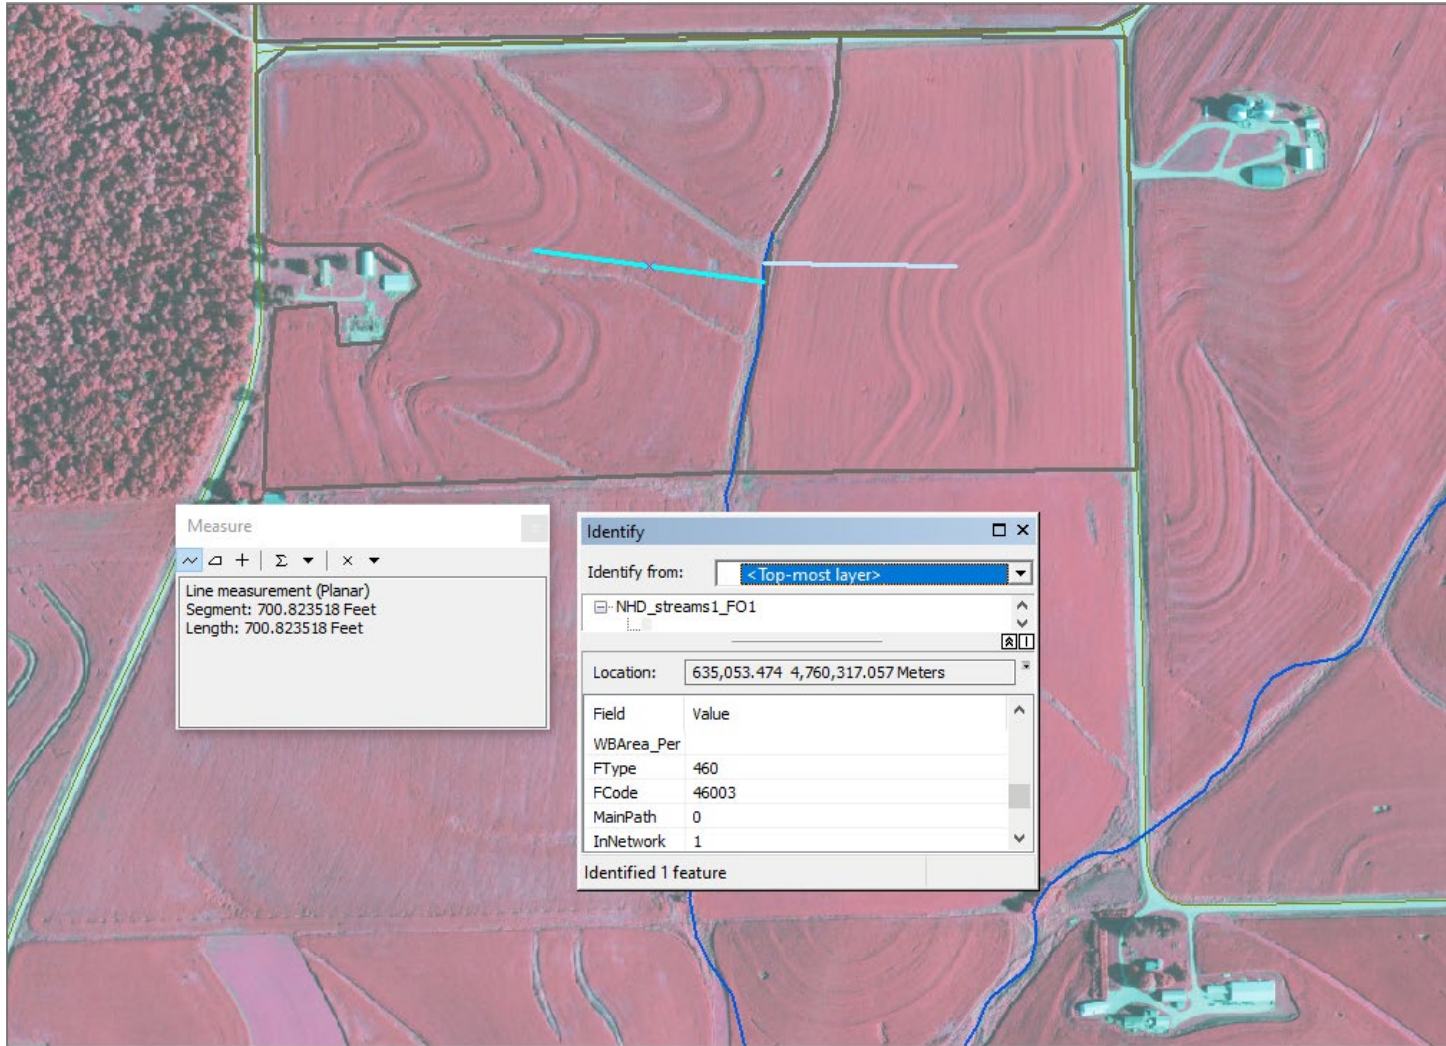 Measure
Line measurement (Planar)
Segment: 700.823518 Feet
Length: 700.823518 Feet
Identify
Identify from: <Top-most layer>
NHD_streams1_FO1
Location: 635,053.474 4,760,317.057 Meters
Field Value
WBArea_Per
FType 460
FCode 46003
MainPath 0
InNetwork 1
Identified 1 feature